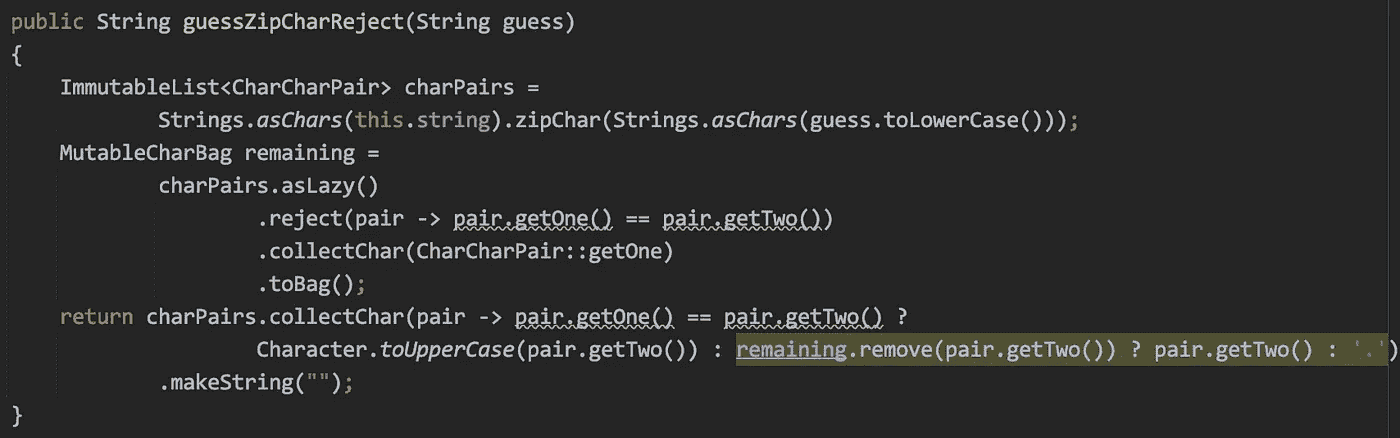 public String guessZipCharReject(String guess)
{
    ImmutableList<CharCharPair> charPairs =
            Strings.asChars(this.string).zipChar(Strings.asChars(guess.toLowerCase()));
    MutableCharBag remaining =
            charPairs.asLazy()
                    .reject(pair -> pair.getOne() == pair.getTwo())
                    .collectChar(CharCharPair::getOne)
                    .toBag();
    return charPairs.collectChar(pair -> pair.getOne() == pair.getTwo() ?
                    Character.toUpperCase(pair.getTwo()) : remaining.remove(pair.getTwo()) ? pair.getTwo() : '.')
            .makeString("");
}